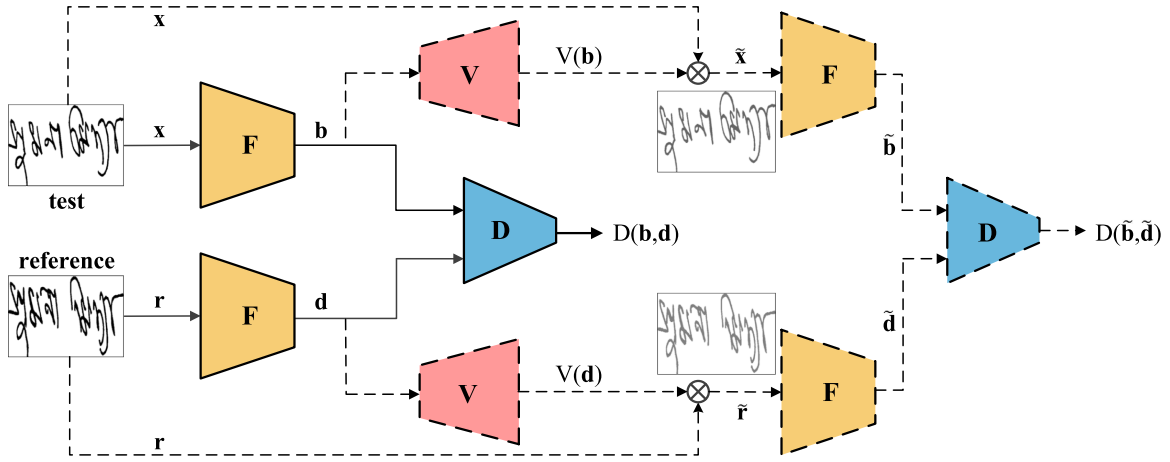 x
V
V(b)
x̃
F
x
F
b
b̃
test
D
D(b,d)
D
D(b̃,d̃)
reference
r
F
d
d̃
V
V(d)
r̃
F
r